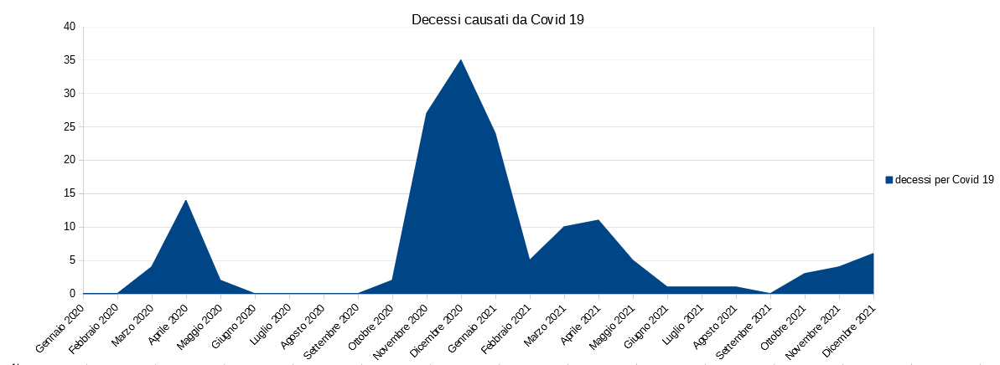 Decessi causati da Covid 19
40
35
30
25
20
15
10
5
0
decessi per Covid 19
Gennaio 2020
Febbraio 2020
Marzo 2020
Aprile 2020
Maggio 2020
Giugno 2020
Luglio 2020
Agosto 2020
Settembre 2020
Ottobre 2020
Novembre 2020
Dicembre 2020
Gennaio 2021
Febbraio 2021
Marzo 2021
Aprile 2021
Maggio 2021
Giugno 2021
Luglio 2021
Agosto 2021
Settembre 2021
Ottobre 2021
Novembre 2021
Dicembre 2021